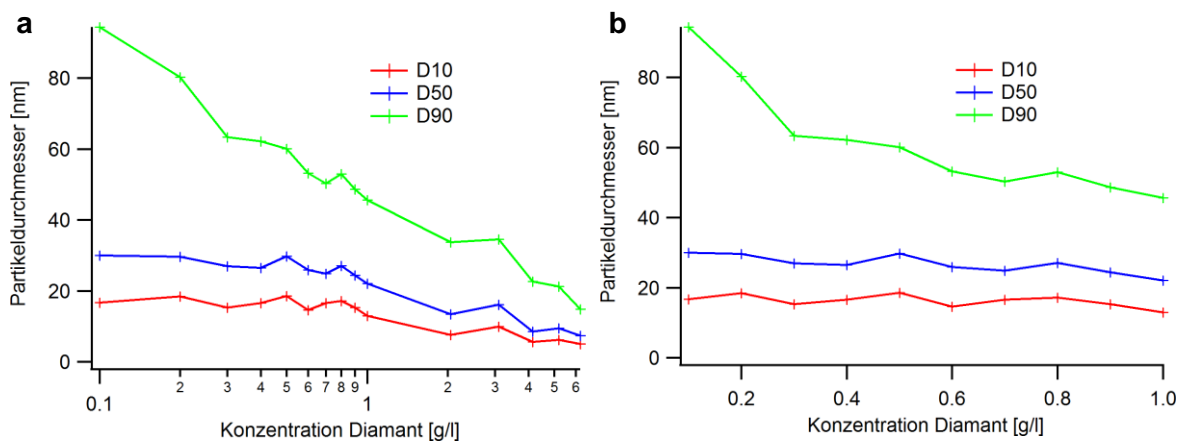 a
Partikeldurchmesser [nm]
80
60
40
20
0
D10
D50
D90
2 3 4 5 6 7 8 9 2 3 4 5 6
0.1 1
Konzentration Diamant [g/l]
b
Partikeldurchmesser [nm]
80
60
40
20
0
D10
D50
D90
0.2 0.4 0.6 0.8 1.0
Konzentration Diamant [g/l]